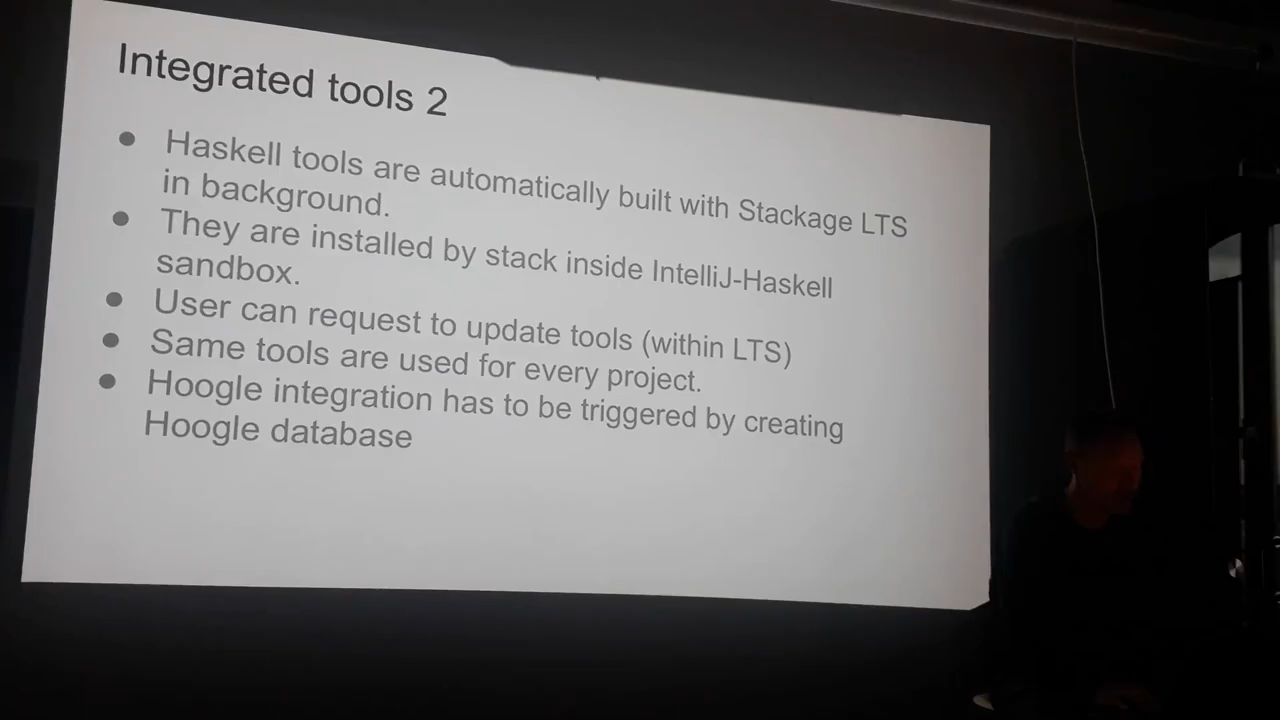 Integrated tools 2
● Haskell tools are automatically built with Stackage LTS
in background.
● They are installed by stack inside IntelliJ-Haskell
sandbox.
● User can request to update tools (within LTS)
● Same tools are used for every project.
● Hoogle integration has to be triggered by creating
Hoogle database